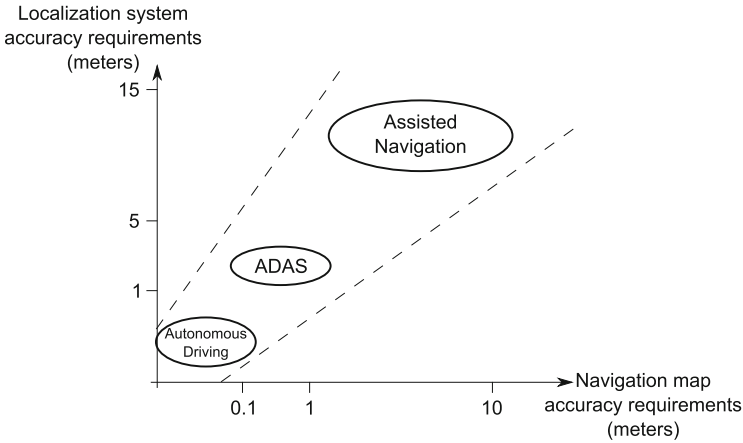 Localization system
accuracy requirements
(meters)
15
Assisted
Navigation
5
ADAS
1
Autonomous
Driving
0.1
1
10
Navigation map
accuracy requirements
(meters)